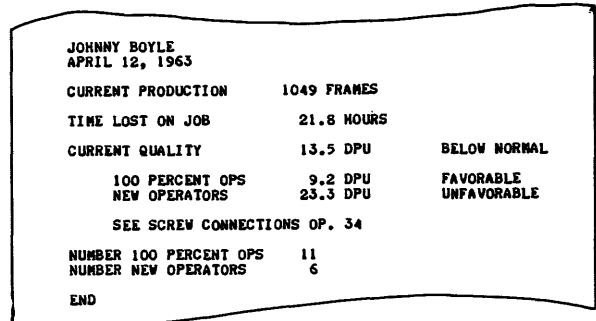 JOHNNY BOYLE
APRIL 12, 1963
CURRENT PRODUCTION 1049 FRAMES
TIME LOST ON JOB 21.8 HOURS
CURRENT QUALITY 13.5 DPU BELOW NORMAL
100 PERCENT OPS 9.2 DPU FAVORABLE
NEW OPERATORS 23.3 DPU UNFAVORABLE
SEE SCREW CONNECTIONS OP. 34
NUMBER 100 PERCENT OPS 11
NUMBER NEW OPERATORS 6
END